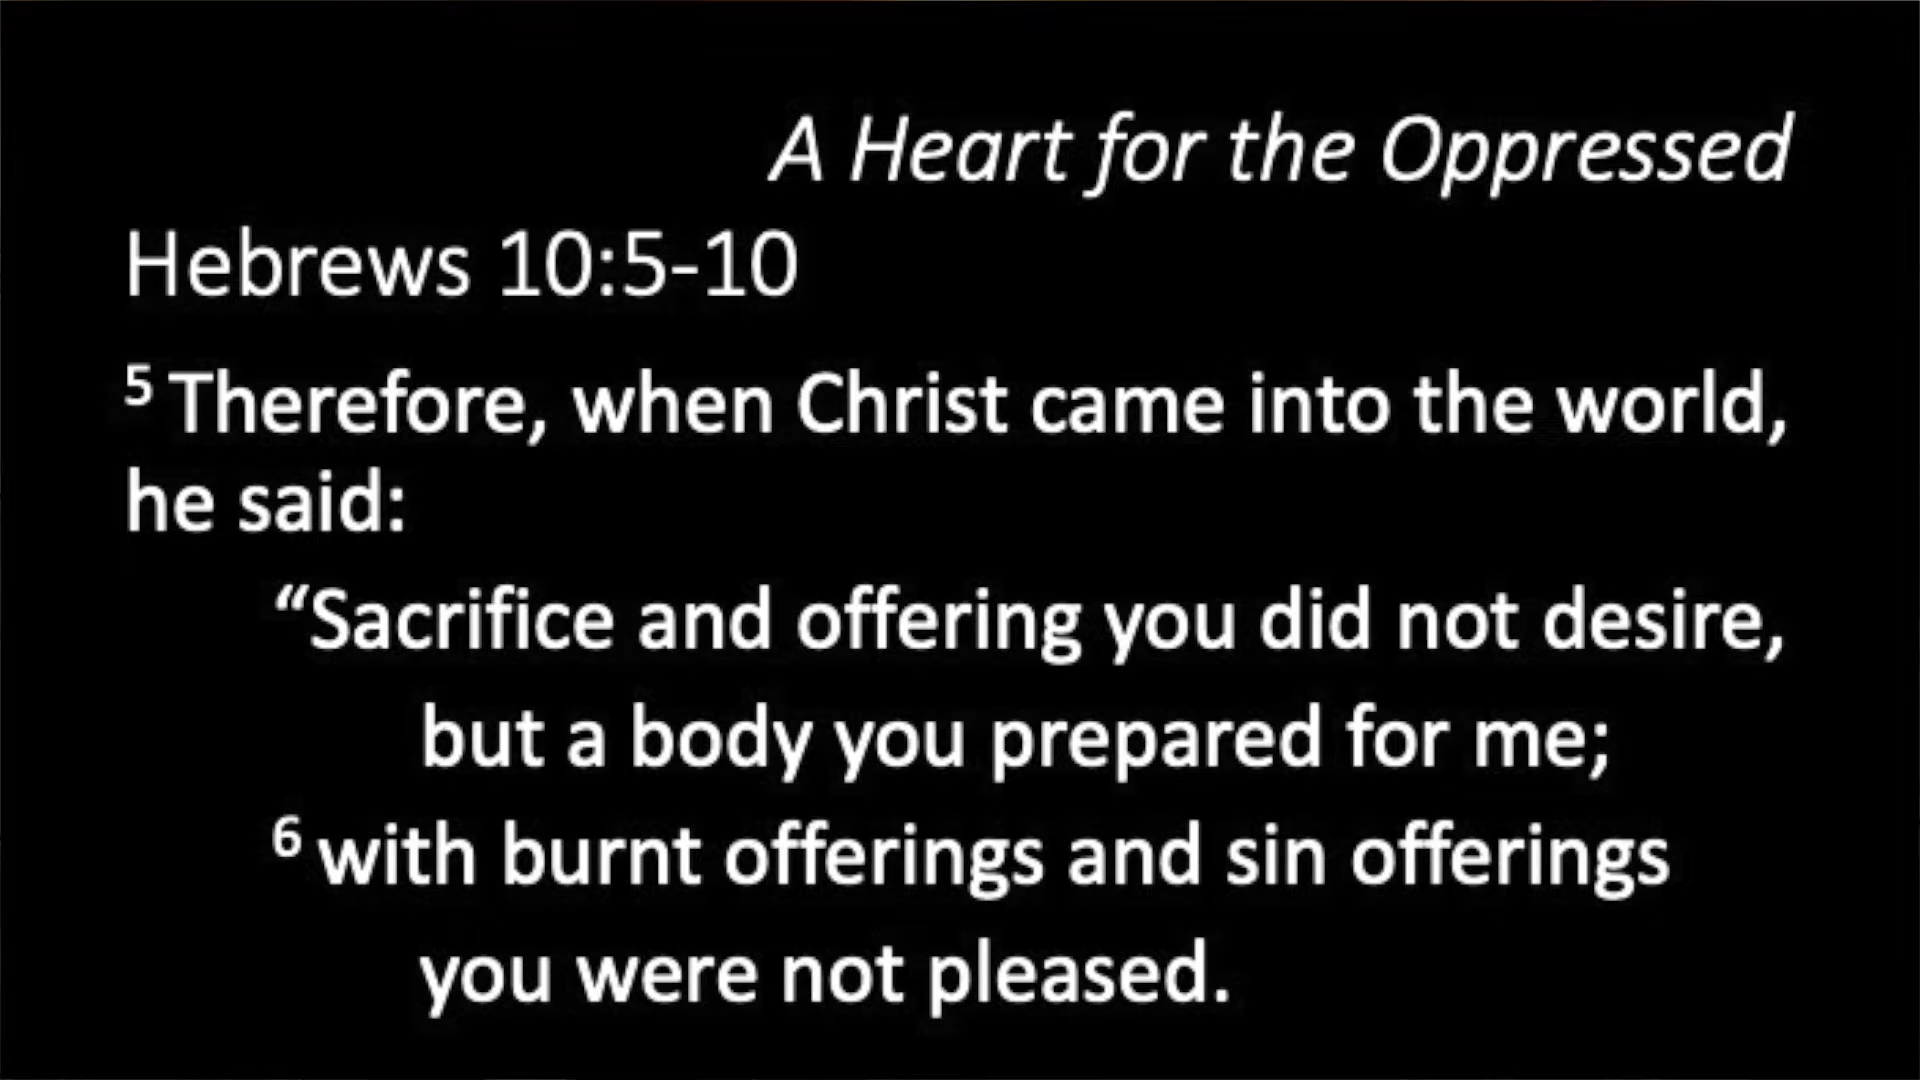 A Heart for the Oppressed
Hebrews 10:5-10
5 Therefore, when Christ came into the world,
he said:
“Sacrifice and offering you did not desire,
but a body you prepared for me;
6 with burnt offerings and sin offerings
you were not pleased.